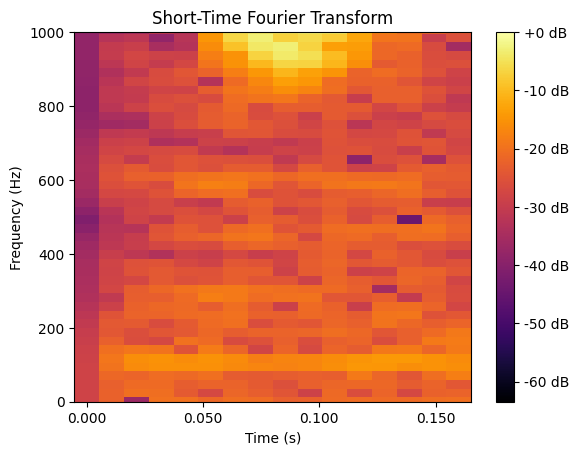 Short-Time Fourier Transform
1000
800
600
400
200
0
Frequency (Hz)
0.000
0.050
0.100
0.150
Time (s)
+0 dB
-10 dB
-20 dB
-30 dB
-40 dB
-50 dB
-60 dB